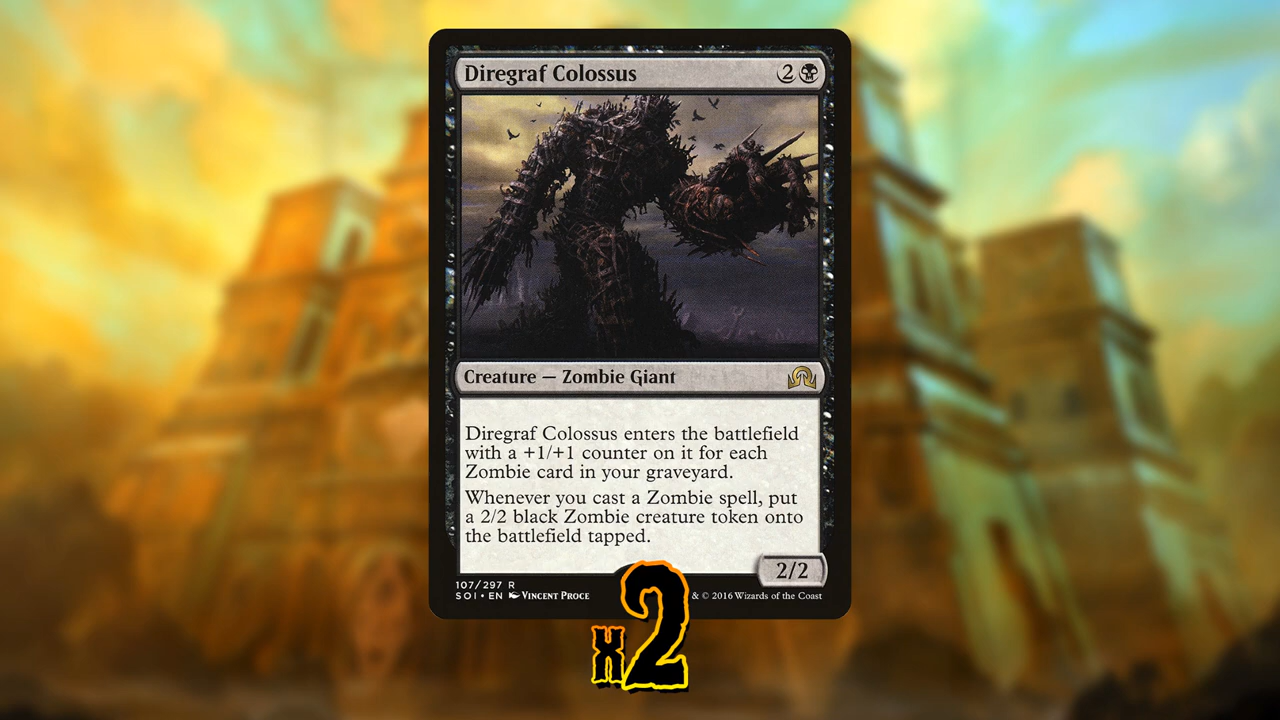 Diregraf Colossus 2
Creature — Zombie Giant
Diregraf Colossus enters the battlefield
with a +1/+1 counter on it for each
Zombie card in your graveyard.
Whenever you cast a Zombie spell, put
a 2/2 black Zombie creature token onto
the battlefield tapped.
2/2
107/297 R
SOI • EN VINCENT PROCE & © 2016 Wizards of the Coast
x2